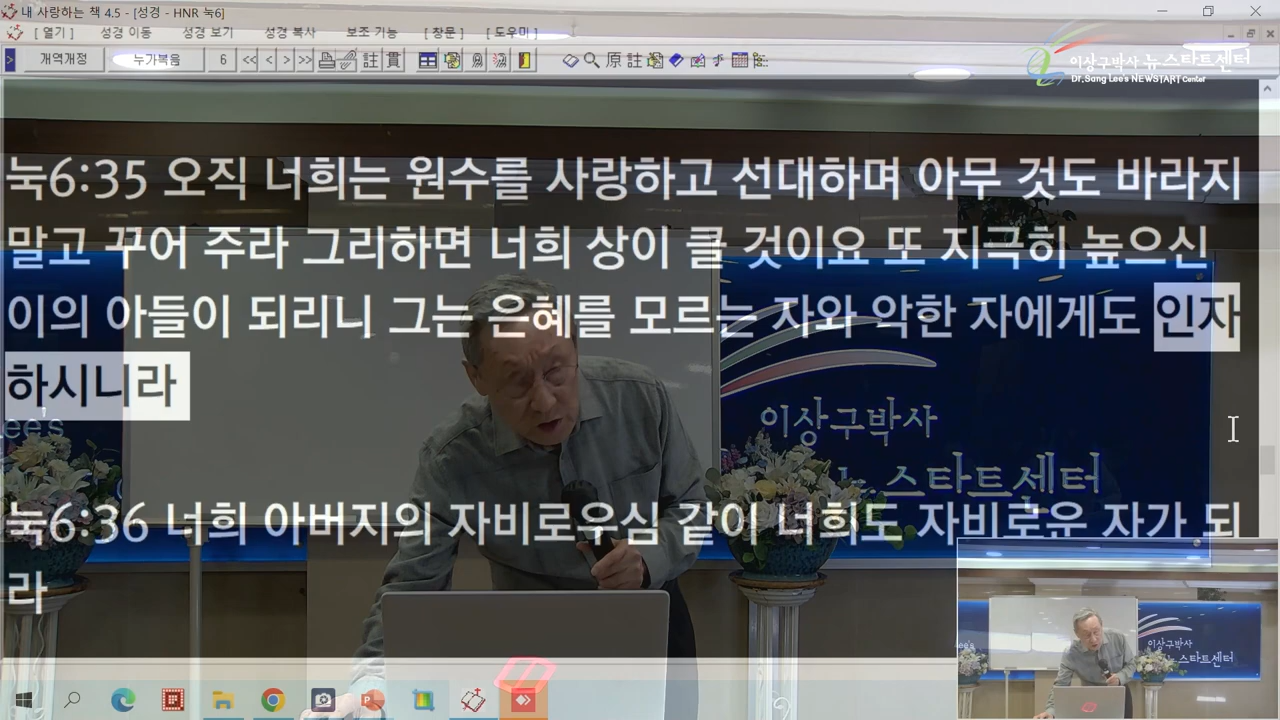 내 사랑하는 책 4.5 - [성경 - HNR 눅6]
[ 열기 ] 성경 이동 성경 보기 성경 복사 보조 기능 [ 창문 ] [ 도우미 ]
개역개정 누가복음 6 << < > >> 註 貫 原 註
이상구박사 뉴스타트센터
Dr.Sang Lee's NEWSTART Center
눅6:35 오직 너희는 원수를 사랑하고 선대하며 아무 것도 바라지
말고 꾸어 주라 그리하면 너희 상이 클 것이요 또 지극히 높으신
이의 아들이 되리니 그는 은혜를 모르는 자와 악한 자에게도 인자
하시니라
눅6:36 너희 아버지의 자비로우심 같이 너희도 자비로운 자가 되
라
ee's
이상구박사
뉴스타트센터
이상구박사
뉴스타트센터